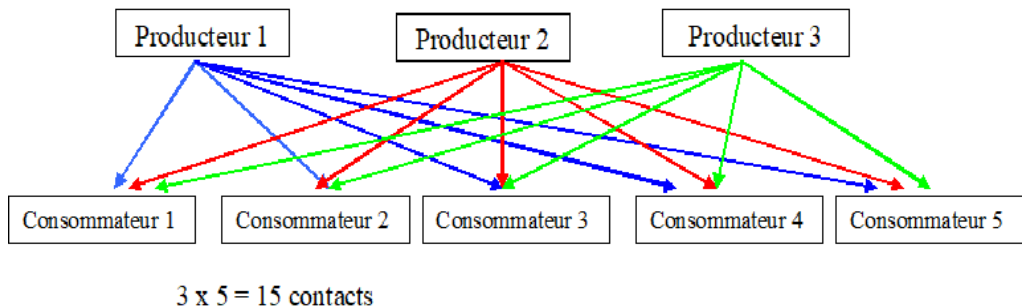 Producteur 1
Producteur 2
Producteur 3
Consommateur 1
Consommateur 2
Consommateur 3
Consommateur 4
Consommateur 5
3 x 5 = 15 contacts